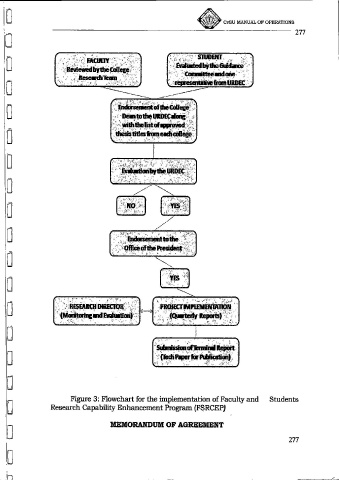 CvSU MANUAL OF OPERATIONS
277
FACULTY
Reviewed by the College
Research Team
STUDENT
Evaluated by the Guidance
Committee and one
representative from URDEC
Endorsement of the College
Dean to the URDEC along
with the list of approved
thesis titles from each college
Evaluation by the URDEC
NO
YES
Endorsement to the
Office of the President
YES
RESEARCH DIRECTOR
(Monitoring and Evaluation)
PROJECT IMPLEMENTATION
(Quarterly Reports)
Submission of Terminal Report
(Tech Paper for Publication)
Figure 3: Flowchart for the implementation of Faculty and Students
Research Capability Enhancement Program (FSRCEP)
MEMORANDUM OF AGREEMENT
277